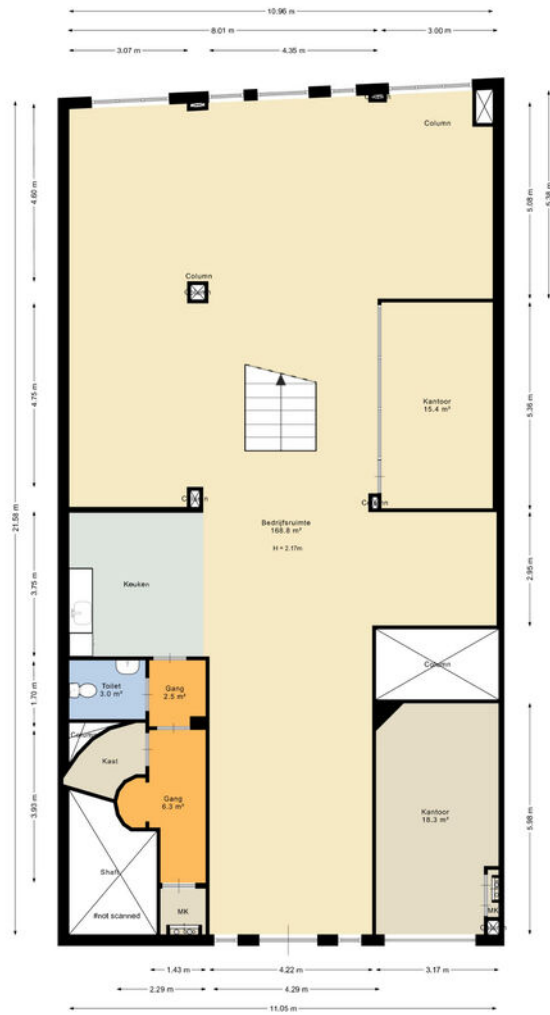 10.96 m
8.01 m
3.00 m
3.07 m
4.35 m
Column
4.60 m
5.08 m
5.38 m
Column
4.75 m
Kantoor
15.4 m²
5.36 m
21.58 m
Bedrijfsruimte
168.8 m²
H = 2.17m
Keuken
3.75 m
2.95 m
Column
Toilet
3.0 m²
Gang
2.5 m²
1.70 m
Kast
Gang
6.3 m²
Kantoor
18.3 m²
3.93 m
5.98 m
Shaft
#not scanned
MK
MK
1.43 m
4.22 m
3.17 m
2.29 m
4.29 m
11.05 m